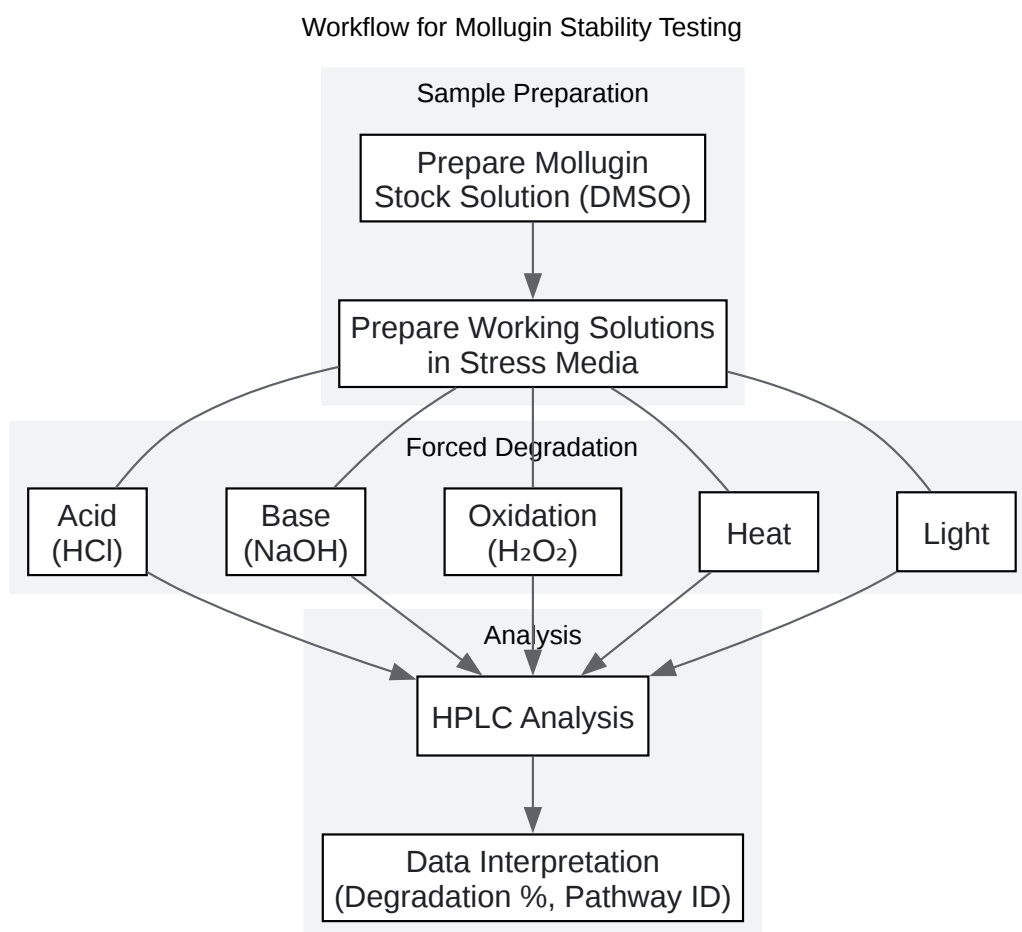 Workflow for Mollugin Stability Testing
Sample Preparation
Prepare Mollugin
Stock Solution (DMSO)
Prepare Working Solutions
in Stress Media
Forced Degradation
Acid
(HCl)
Base
(NaOH)
Oxidation
(H₂O₂)
Heat
Light
Analysis
HPLC Analysis
Data Interpretation
(Degradation %, Pathway ID)